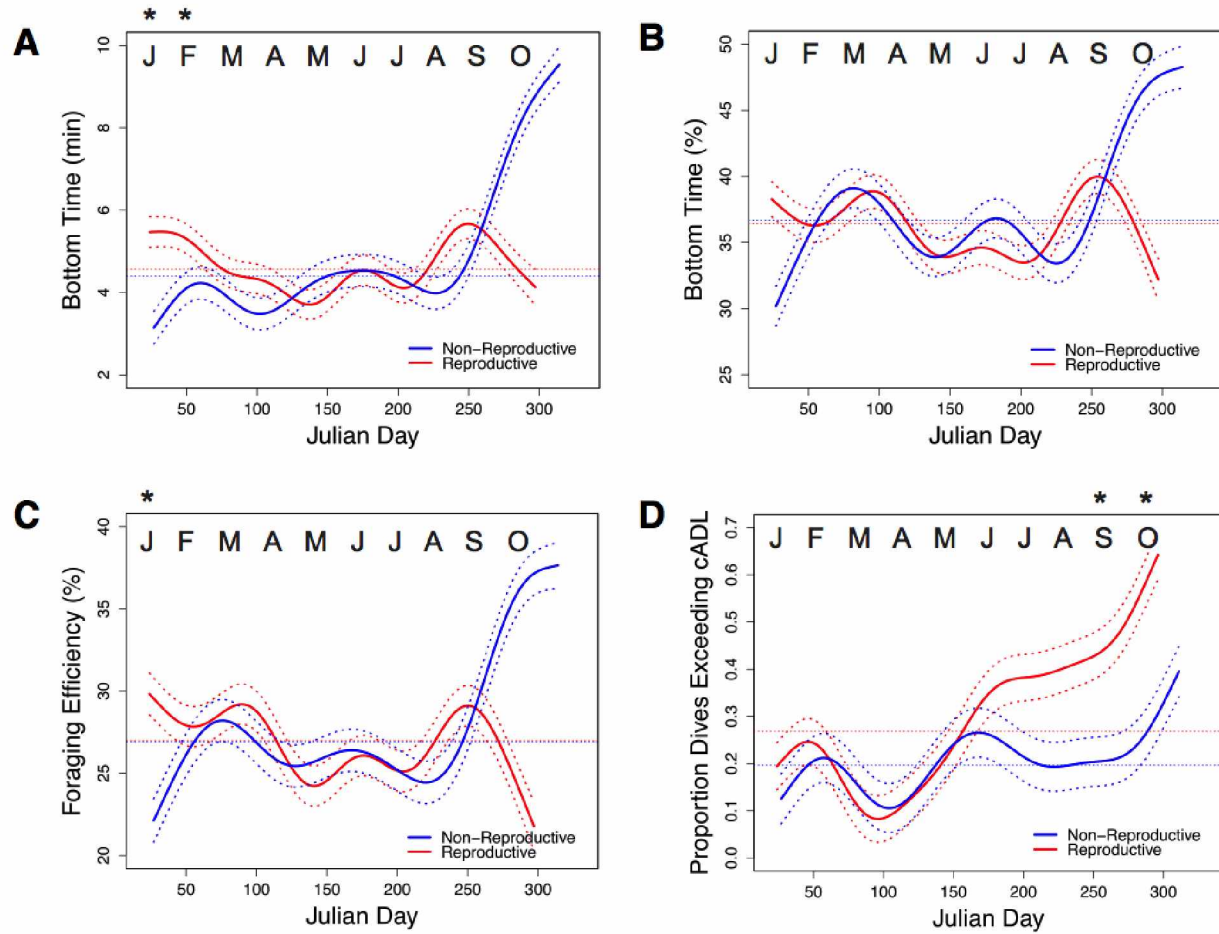 * *
A
J F M A M J J A S O
Bottom Time (min)
10
8
6
4
2
Non-Reproductive
Reproductive
50 100 150 200 250 300
Julian Day
B
J F M A M J J A S O
Bottom Time (%)
50
45
40
35
30
25
Non-Reproductive
Reproductive
50 100 150 200 250 300
Julian Day
*
C
J F M A M J J A S O
Foraging Efficiency (%)
40
35
30
25
20
Non-Reproductive
Reproductive
50 100 150 200 250 300
Julian Day
* *
D
J F M A M J J A S O
Proportion Dives Exceeding cADL
0.7
0.6
0.5
0.4
0.3
0.2
0.1
0.0
Non-Reproductive
Reproductive
50 100 150 200 250 300
Julian Day